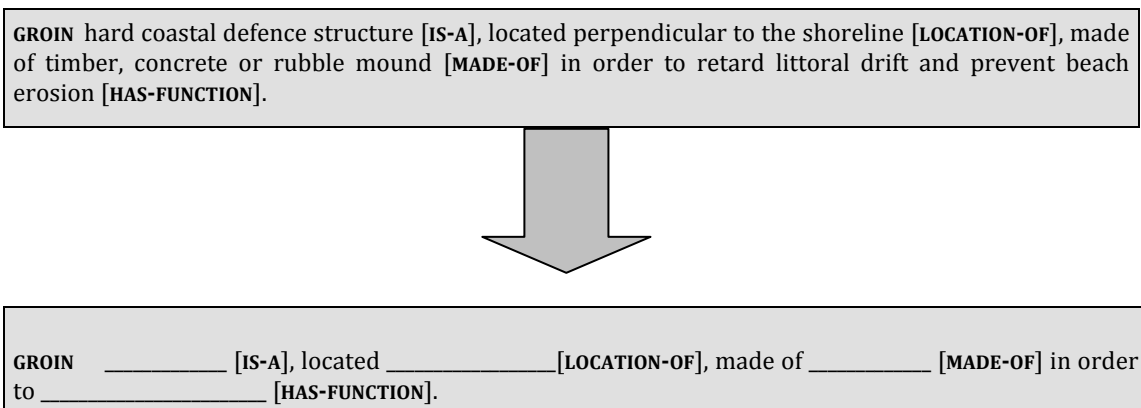 GROIN hard coastal defence structure [IS-A], located perpendicular to the shoreline [LOCATION-OF], made
of timber, concrete or rubble mound [MADE-OF] in order to retard littoral drift and prevent beach
erosion [HAS-FUNCTION].
GROIN ____________ [IS-A], located _________________[LOCATION-OF], made of ____________ [MADE-OF] in order
to _______________________ [HAS-FUNCTION].